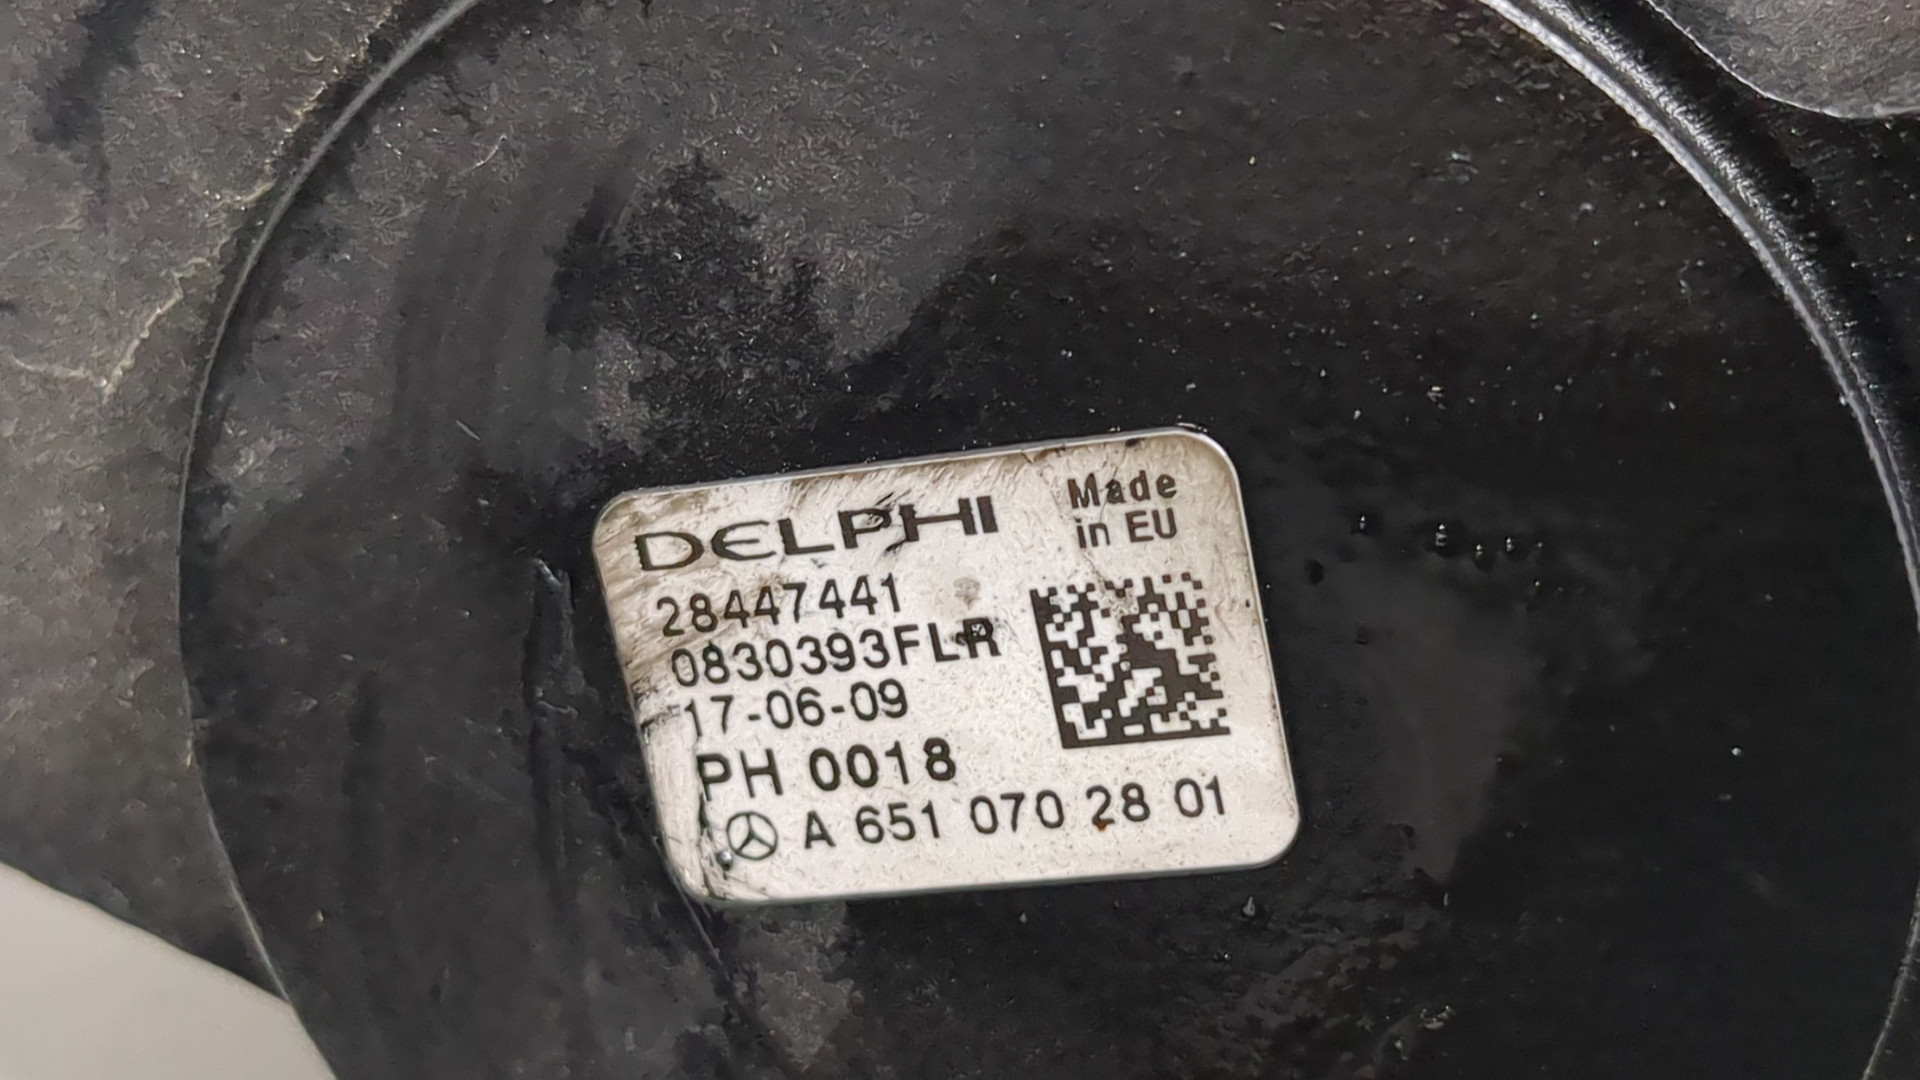 DELPHI
Made
in EU
28447441
0830393FLR
17-06-09
PH 0018
A 651 070 28 01